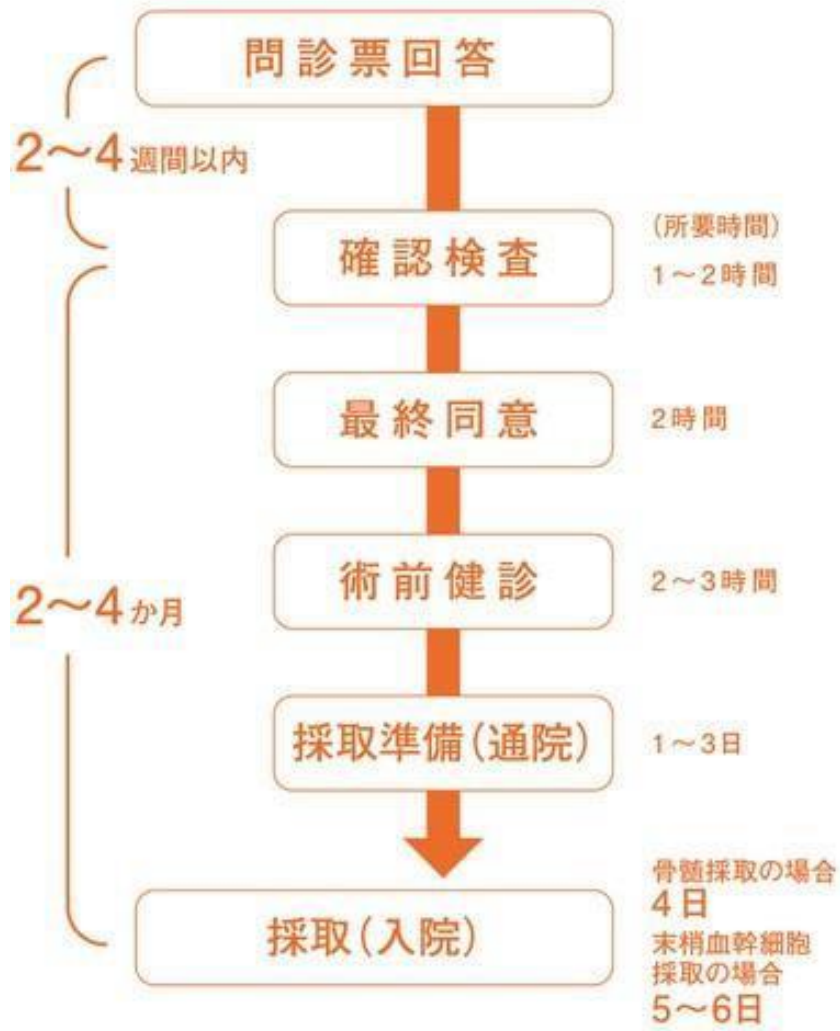 問診票回答
2〜4週間以内
確認検査
(所要時間)
1〜2時間
最終同意
2時間
術前健診
2〜3時間
2〜4か月
採取準備(通院)
1〜3日
採取(入院)
骨髄採取の場合
4日
末梢血幹細胞
採取の場合
5〜6日